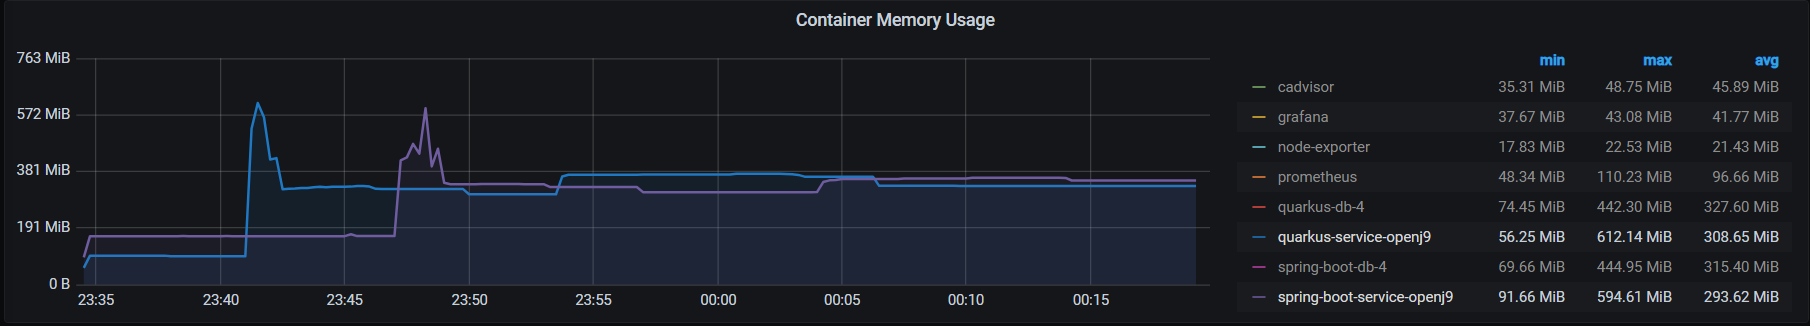 Container Memory Usage
763 MiB
572 MiB
381 MiB
191 MiB
0 B
23:35 23:40 23:45 23:50 23:55 00:00 00:05 00:10 00:15
min max avg
cadvisor 35.31 MiB 48.75 MiB 45.89 MiB
grafana 37.67 MiB 43.08 MiB 41.77 MiB
node-exporter 17.83 MiB 22.53 MiB 21.43 MiB
prometheus 48.34 MiB 110.23 MiB 96.66 MiB
quarkus-db-4 74.45 MiB 442.30 MiB 327.60 MiB
quarkus-service-openj9 56.25 MiB 612.14 MiB 308.65 MiB
spring-boot-db-4 69.66 MiB 444.95 MiB 315.40 MiB
spring-boot-service-openj9 91.66 MiB 594.61 MiB 293.62 MiB